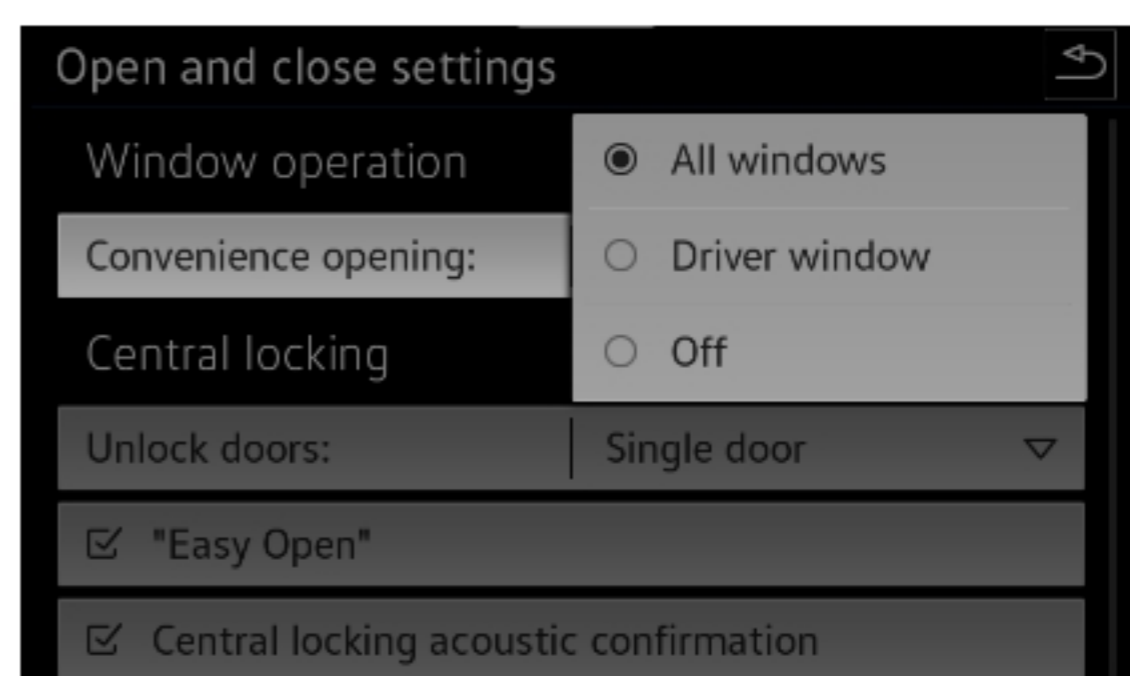 Open and close settings
Window operation
All windows
Convenience opening:
Driver window
Central locking
Off
Unlock doors:
Single door
"Easy Open"
Central locking acoustic confirmation